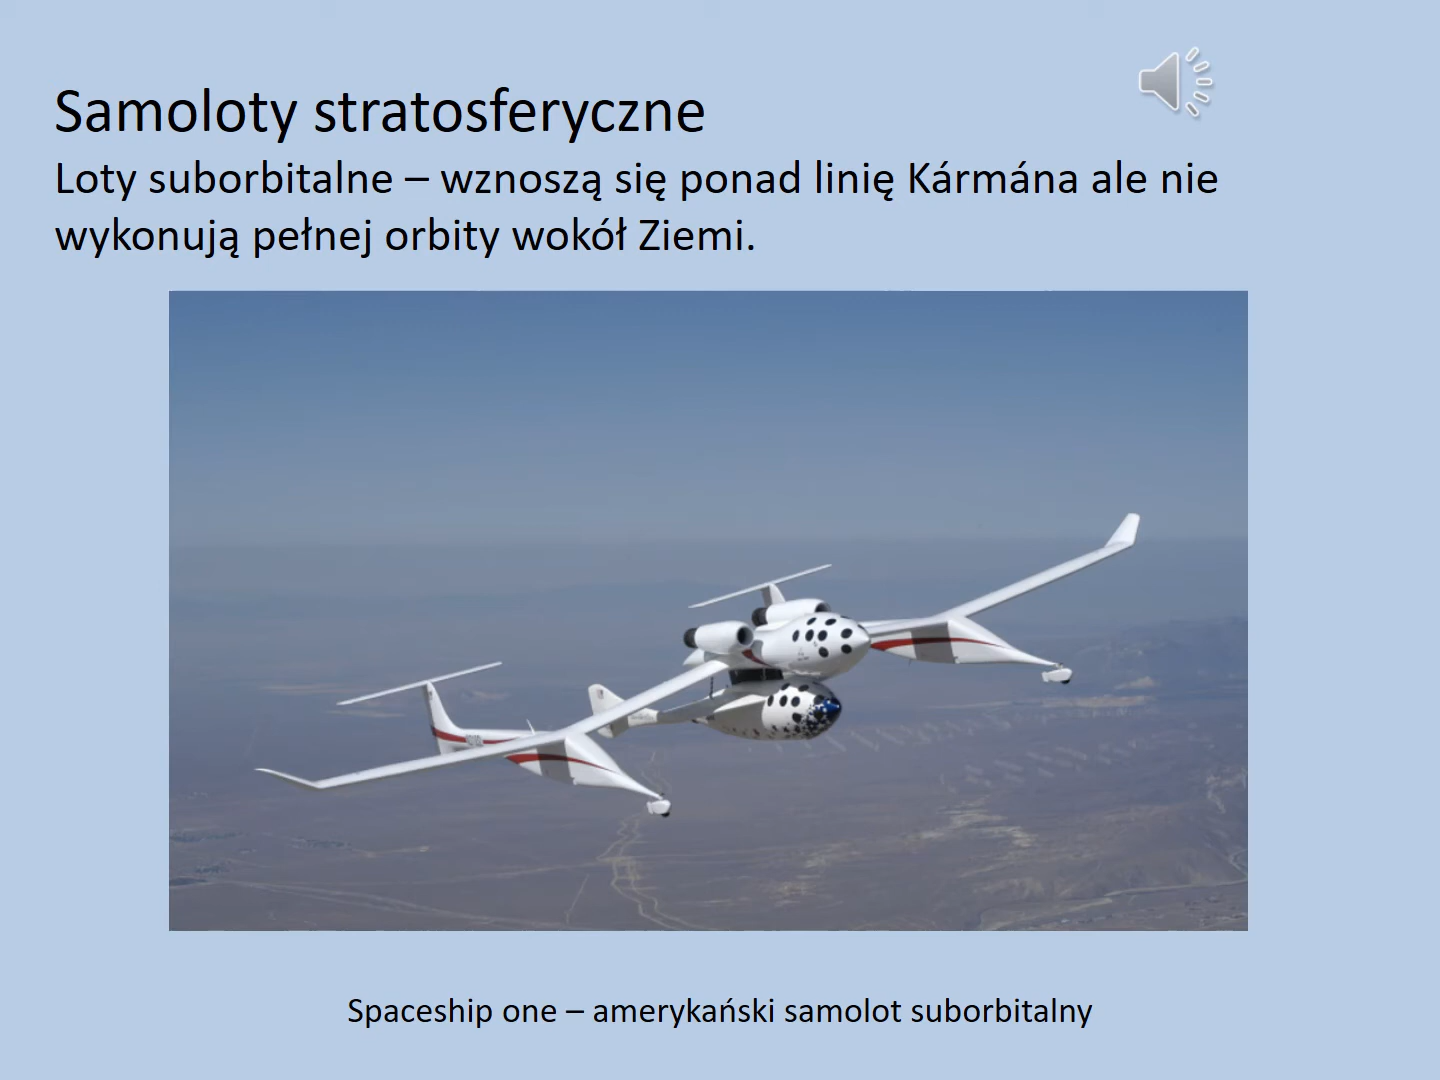 Samoloty stratosferyczne
Loty suborbitalne – wznoszą się ponad linię Kármána ale nie
wykonują pełnej orbity wokół Ziemi.
Spaceship one – amerykański samolot suborbitalny